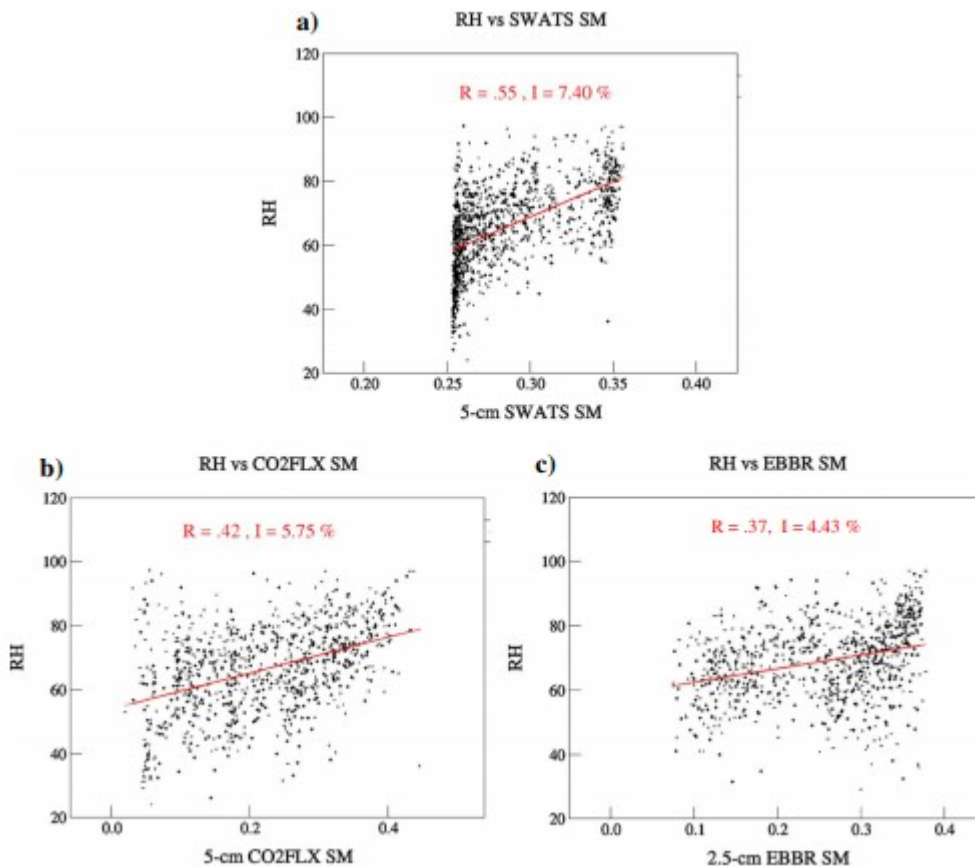 a)
RH vs SWATS SM
R = .55 , I = 7.40 %
120
100
80
60
40
20
RH
0.20 0.25 0.30 0.35 0.40
5-cm SWATS SM
b)
RH vs CO2FLX SM
R = .42 , I = 5.75 %
120
100
80
60
40
20
RH
0.0 0.2 0.4
5-cm CO2FLX SM
c)
RH vs EBBR SM
R = .37, I = 4.43 %
120
100
80
60
40
20
RH
0.0 0.1 0.2 0.3 0.4
2.5-cm EBBR SM